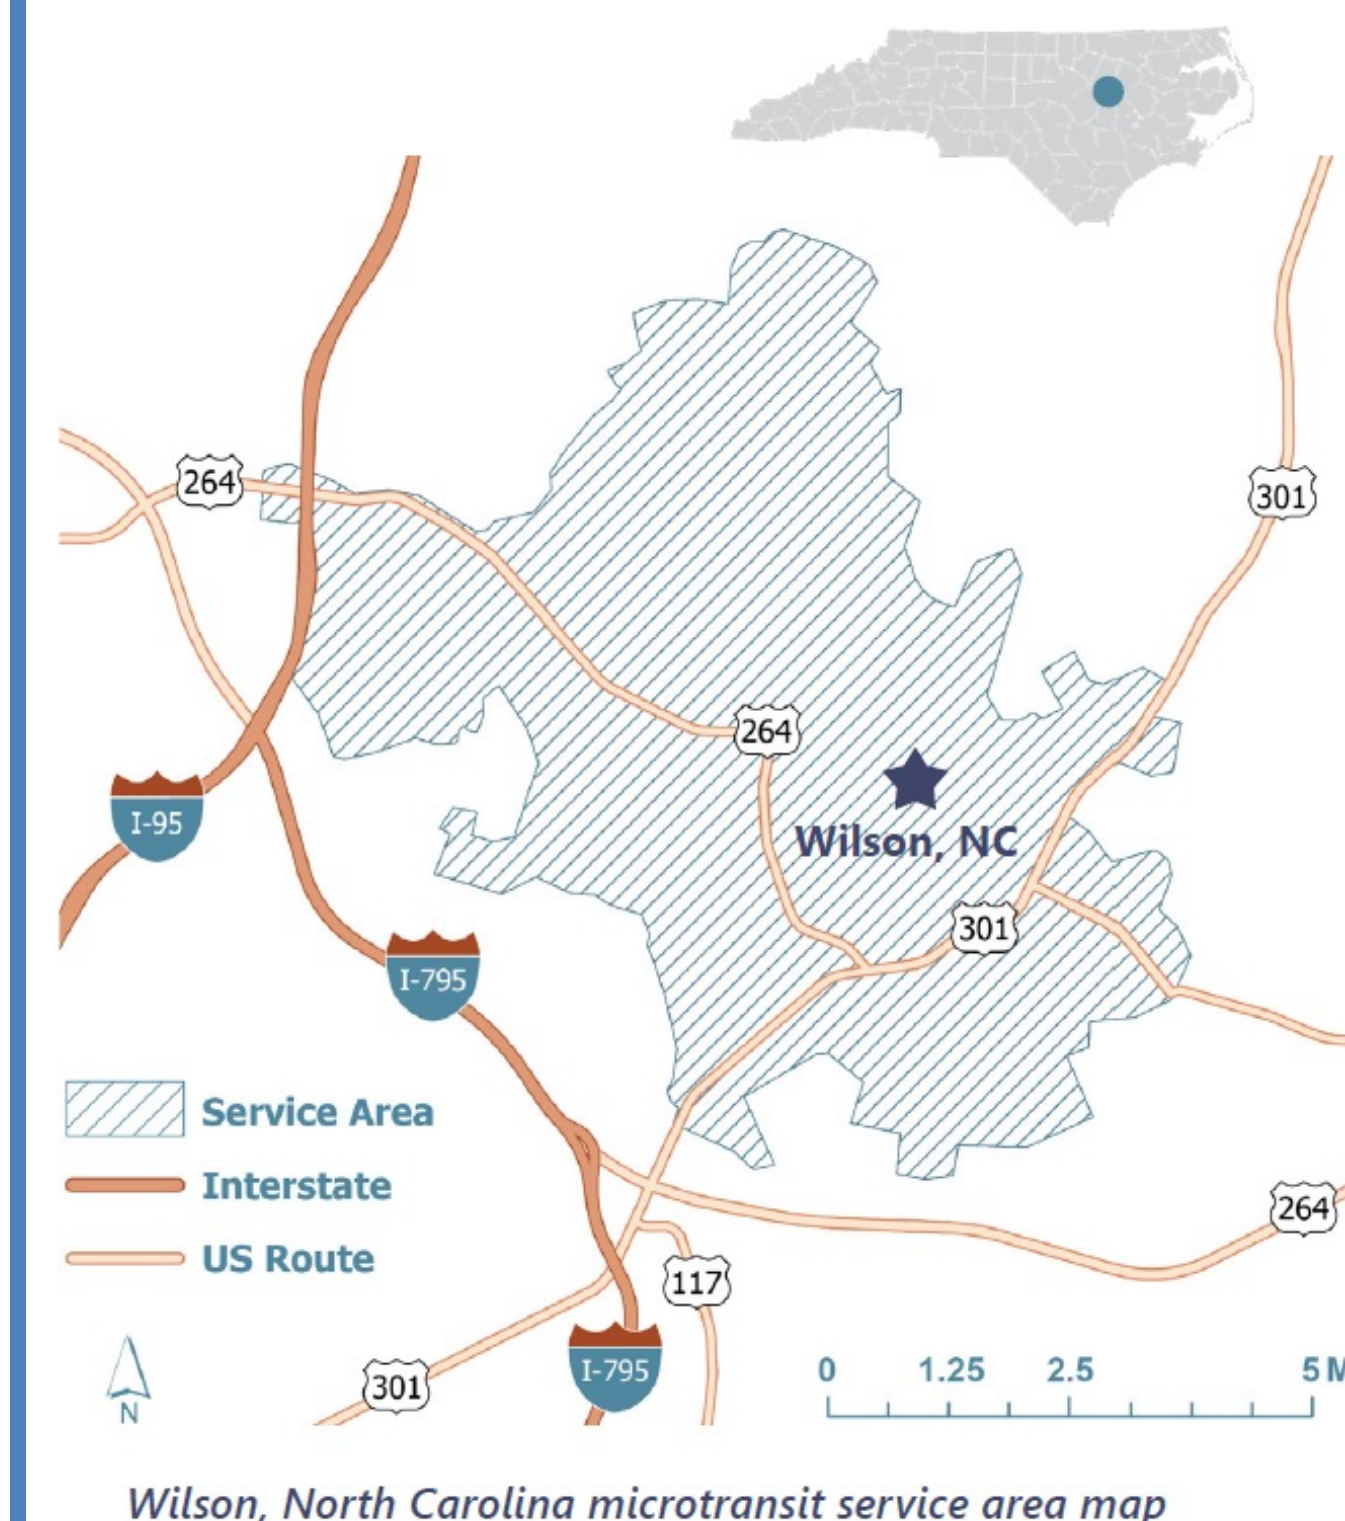 264
301
264
Wilson, NC
I-95
301
I-795
Service Area
Interstate
264
US Route
117
I-795
301
N
0 1.25 2.5 5 M
Wilson, North Carolina microtransit service area map